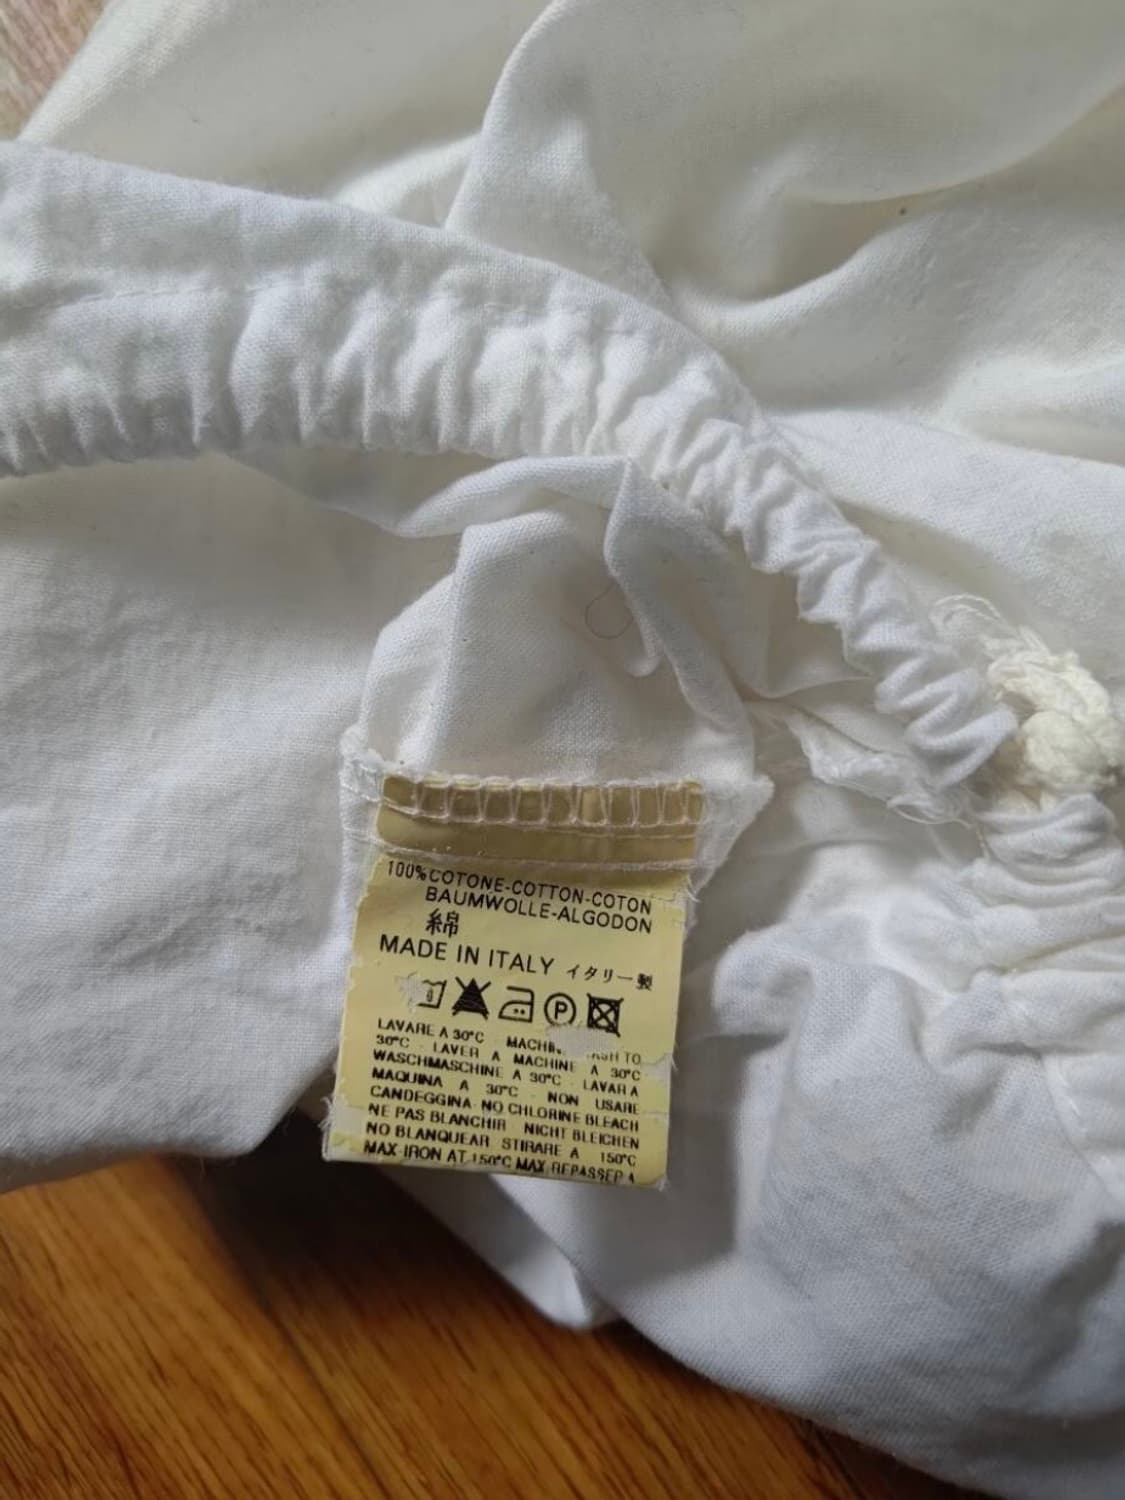 100% COTONE-COTTON-COTON
BAUMWOLLE-ALGODON
綿
MADE IN ITALY イタリー製
P
LAVARE A 30°C - MACHIN TO
30°C - LAVER A MACHINE A 30°C
WASCHMASCHINE A 30°C - LAVAR A
MAQUINA A 30°C - NON USARE
CANDEGGINA - NO CHLORINE BLEACH
NE PAS BLANCHIR NICHT BLEICHEN
NO BLANQUEAR STIRARE A 150°C
MAX-IRON AT 150°C MAX REPASSER A